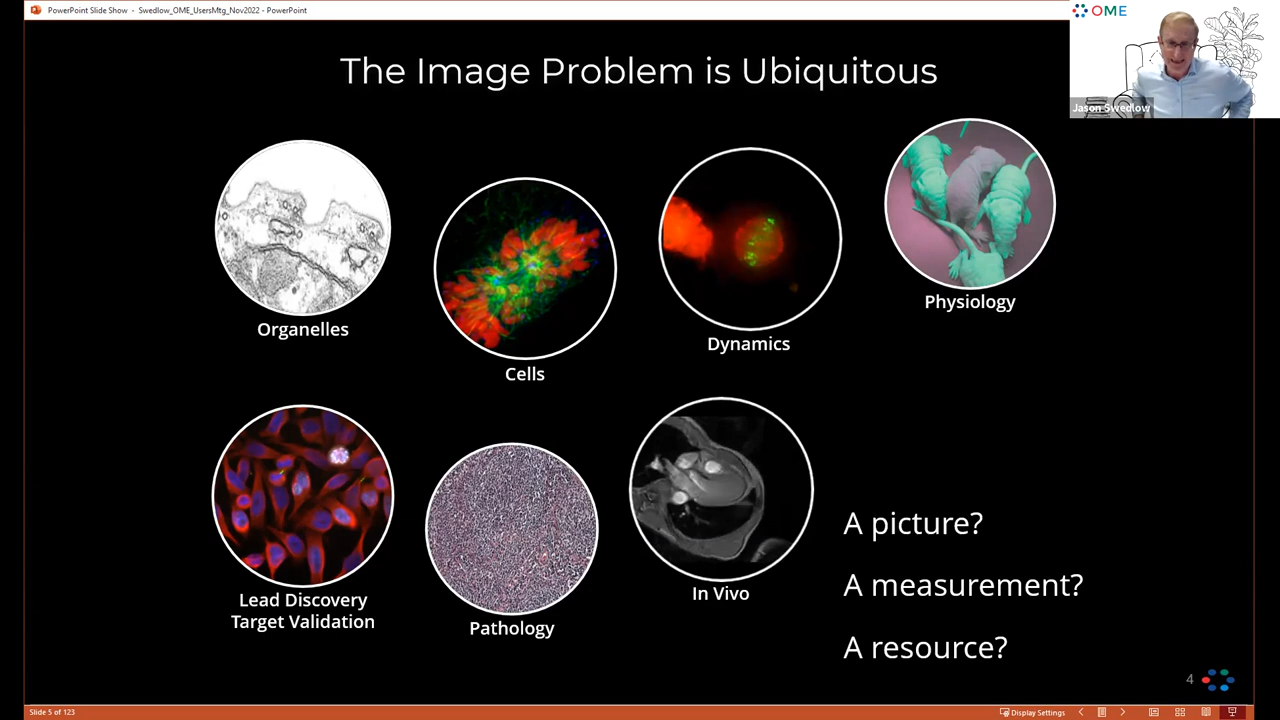 PowerPoint Slide Show - Swedlow_OME_UsersMtg_Nov2022 - PowerPoint
OME
Jason Swedlow
The Image Problem is Ubiquitous
Organelles
Cells
Dynamics
Physiology
Lead Discovery
Target Validation
Pathology
In Vivo
A picture?
A measurement?
A resource?
4
Slide 5 of 123
Display Settings